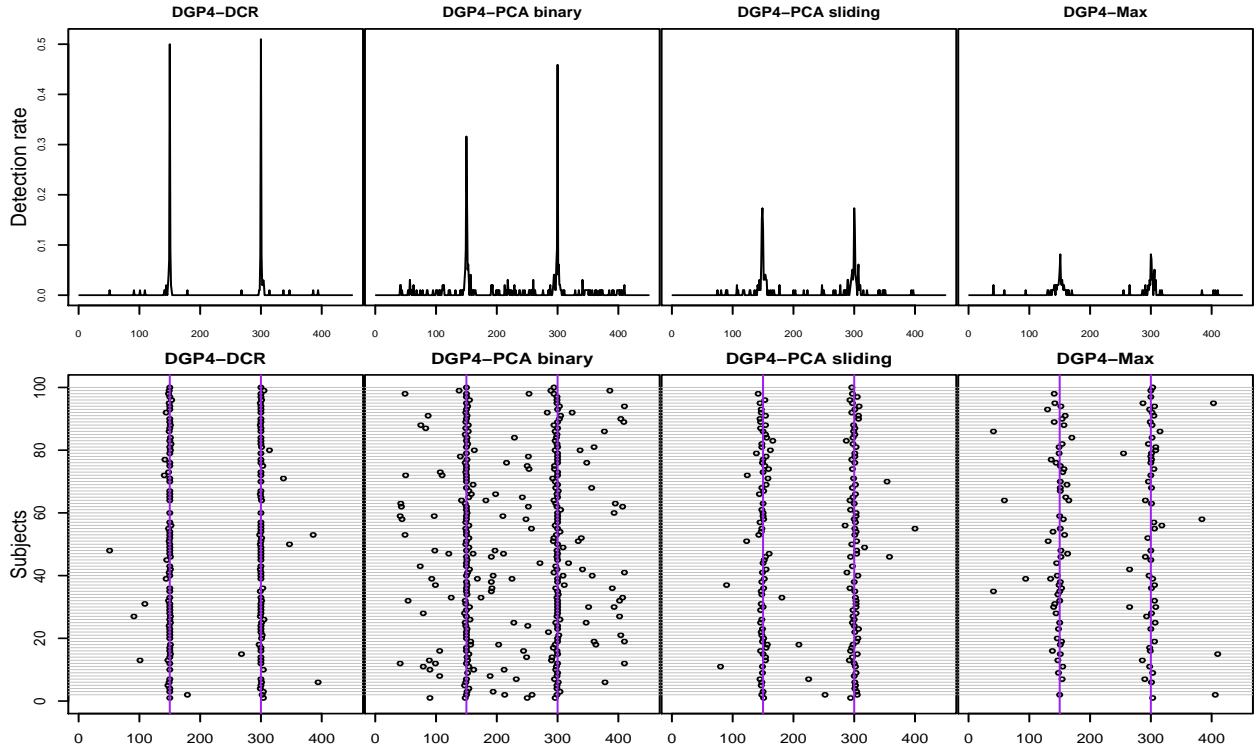 DGP4−DCR DGP4−PCA binary DGP4−PCA sliding DGP4−Max
Detection rate
0.5
0.4
0.3
0.2
0.1
0.0
0 100 200 300 400 0 100 200 300 400 0 100 200 300 400 0 100 200 300 400
DGP4−DCR DGP4−PCA binary DGP4−PCA sliding DGP4−Max
Subjects
100
80
60
40
20
0
0 100 200 300 400 0 100 200 300 400 0 100 200 300 400 0 100 200 300 400